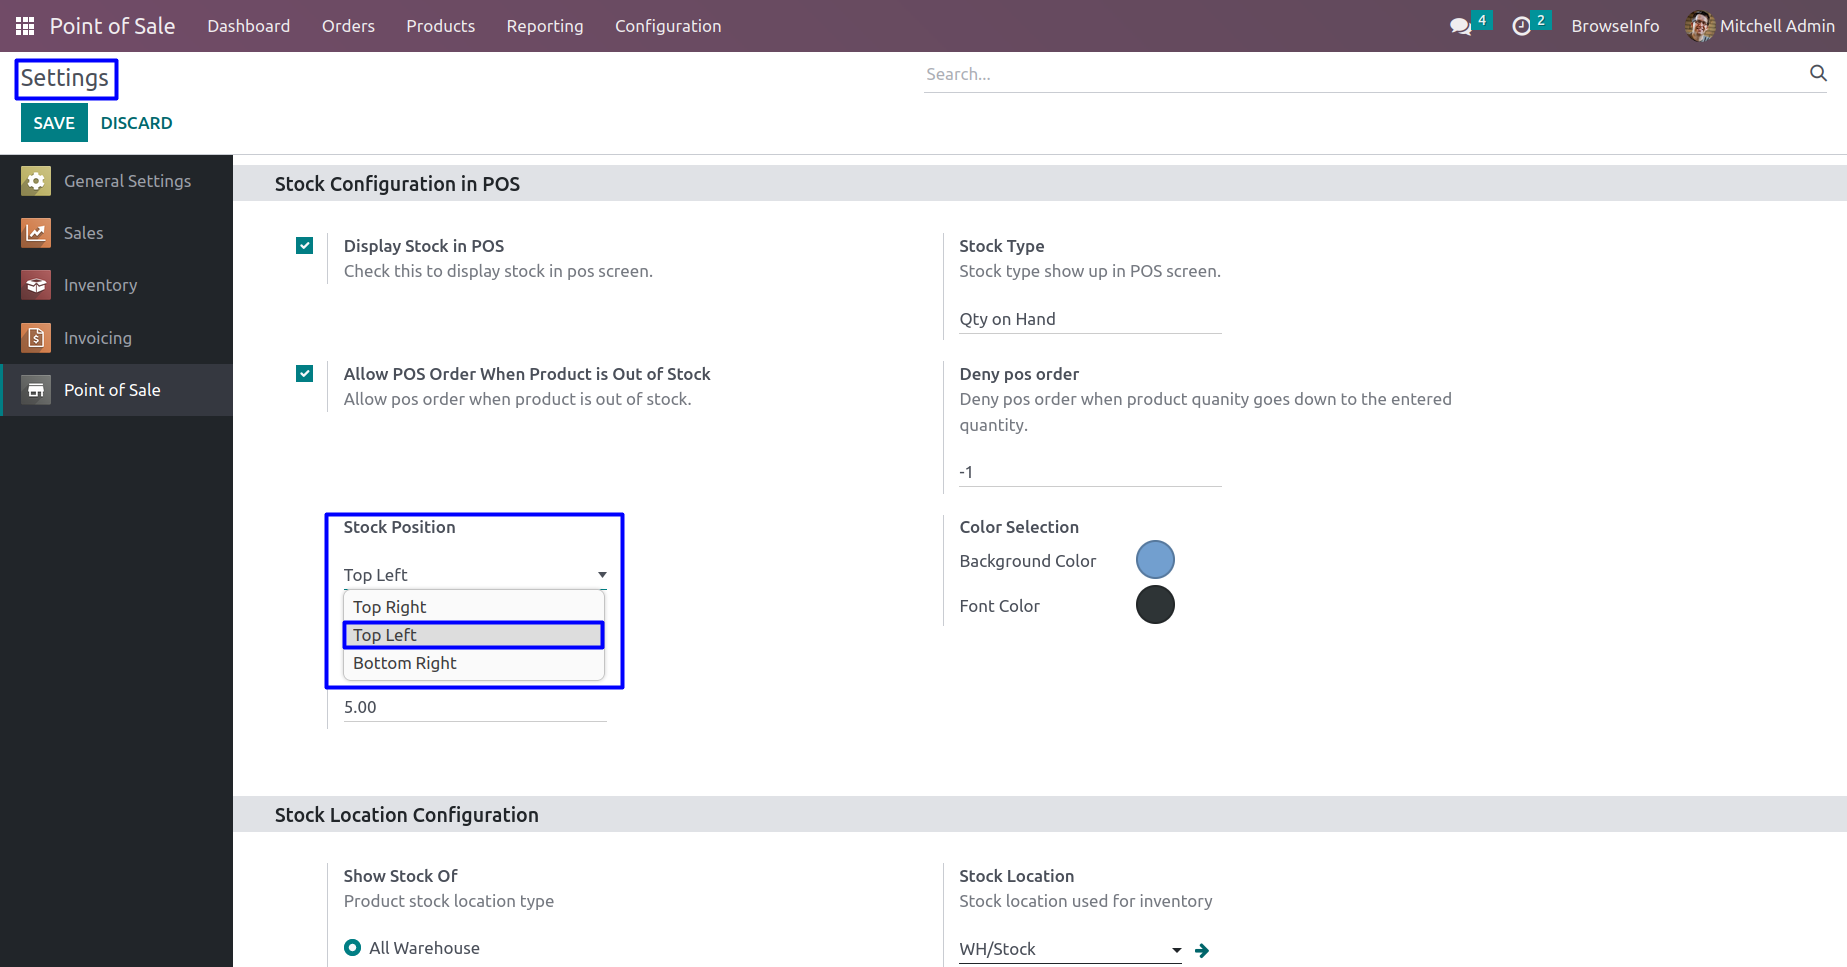 Point of Sale Dashboard Orders Products Reporting Configuration 4 2 BrowseInfo Mitchell Admin
Settings Search...
SAVE DISCARD
General Settings
Sales
Inventory
Invoicing
Point of Sale
Stock Configuration in POS
Display Stock in POS
Check this to display stock in pos screen.
Stock Type
Stock type show up in POS screen.
Qty on Hand
Allow POS Order When Product is Out of Stock
Allow pos order when product is out of stock.
Deny pos order
Deny pos order when product quanity goes down to the entered
quantity.
-1
Stock Position
Top Left
Top Right
Top Left
Bottom Right
5.00
Color Selection
Background Color
Font Color
Stock Location Configuration
Show Stock Of
Product stock location type
All Warehouse
Stock Location
Stock location used for inventory
WH/Stock